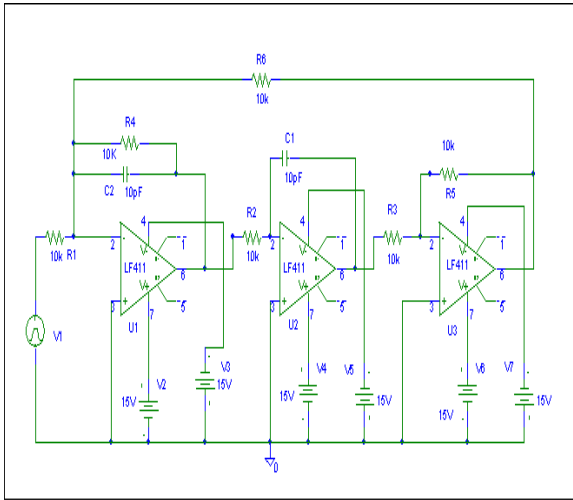 R6
10k
R4
10K
C2
10pF
C1
10pF
10k
R5
R1
10k
R2
10k
R3
10k
2
3
4
1
6
5
7
-
+
V-
V+
LF411
U1
2
3
4
1
6
5
7
-
+
V-
V+
LF411
U2
2
3
4
1
6
5
7
-
+
V-
V+
LF411
U3
V1
V2
15V
V3
15V
V4
15V
V5
15V
V6
15V
V7
15V
0